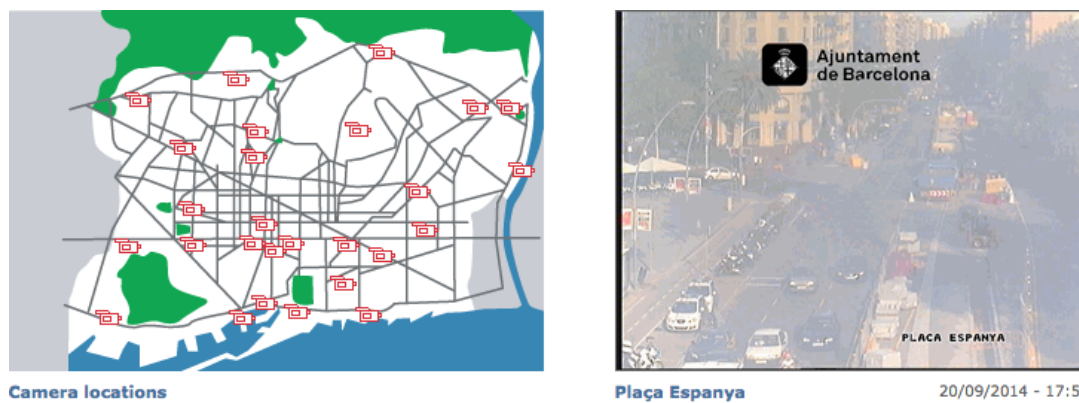 Ajuntament
de Barcelona
PLACA ESPANYA
Camera locations
Plaça Espanya
20/09/2014 - 17:5